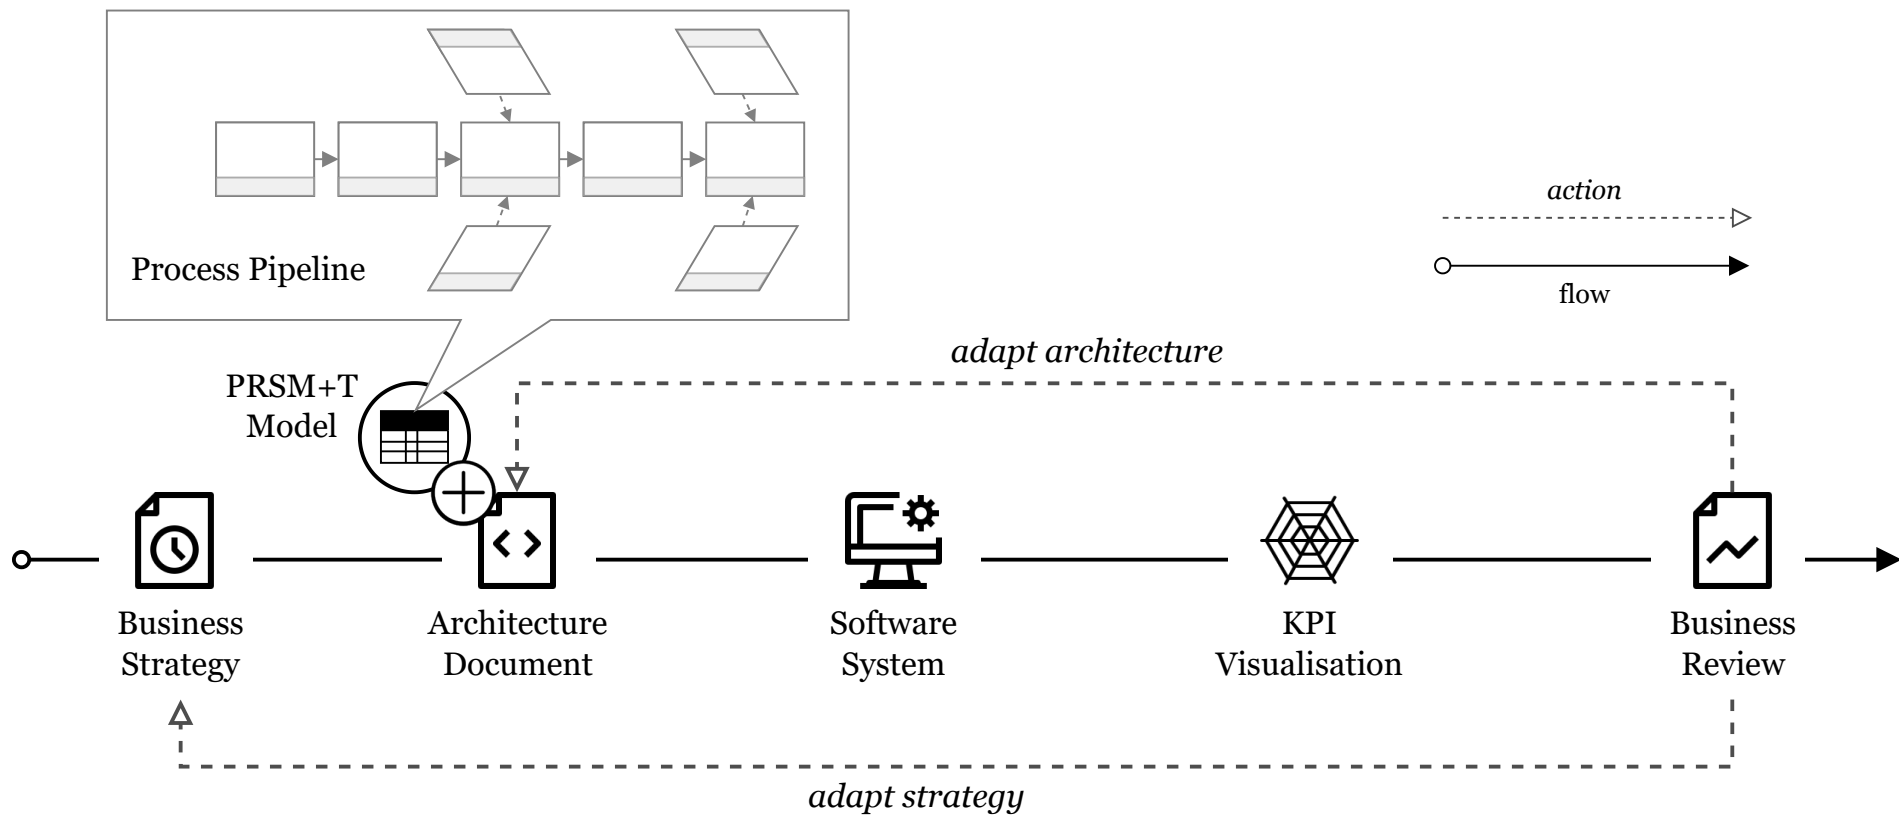 Process Pipeline
action
flow
adapt architecture
PRSM+T
Model
Business
Strategy
Architecture
Document
Software
System
KPI
Visualisation
Business
Review
adapt strategy